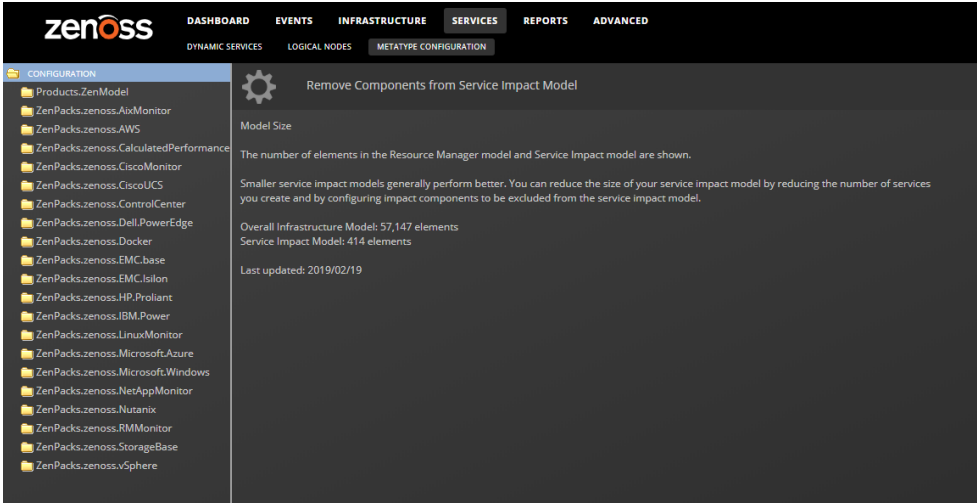 zenoss
DASHBOARD EVENTS INFRASTRUCTURE SERVICES REPORTS ADVANCED
DYNAMIC SERVICES LOGICAL NODES METATYPE CONFIGURATION
CONFIGURATION
Products.ZenModel
ZenPacks.zenoss.AixMonitor
ZenPacks.zenoss.AWS
ZenPacks.zenoss.CalculatedPerformance
ZenPacks.zenoss.CiscoMonitor
ZenPacks.zenoss.CiscoUCS
ZenPacks.zenoss.ControlCenter
ZenPacks.zenoss.Dell.PowerEdge
ZenPacks.zenoss.Docker
ZenPacks.zenoss.EMC.base
ZenPacks.zenoss.EMC.Isilon
ZenPacks.zenoss.HP.Proliant
ZenPacks.zenoss.IBM.Power
ZenPacks.zenoss.LinuxMonitor
ZenPacks.zenoss.Microsoft.Azure
ZenPacks.zenoss.Microsoft.Windows
ZenPacks.zenoss.NetAppMonitor
ZenPacks.zenoss.Nutanix
ZenPacks.zenoss.RMMonitor
ZenPacks.zenoss.StorageBase
ZenPacks.zenoss.vSphere
Remove Components from Service Impact Model
Model Size
The number of elements in the Resource Manager model and Service Impact model are shown.
Smaller service impact models generally perform better. You can reduce the size of your service impact model by reducing the number of services
you create and by configuring impact components to be excluded from the service impact model.
Overall Infrastructure Model: 57,147 elements
Service Impact Model: 414 elements
Last updated: 2019/02/19